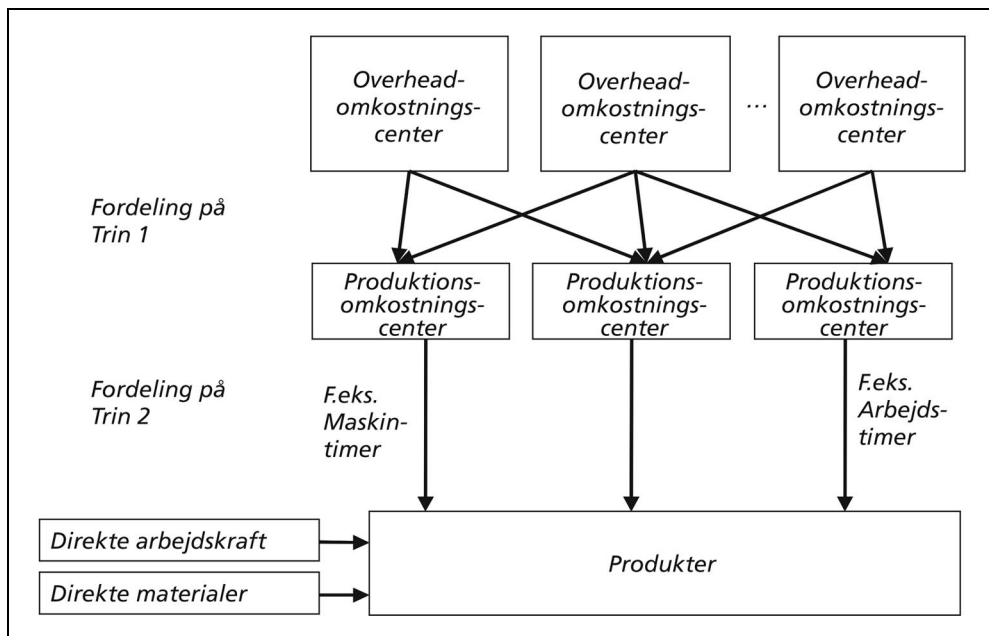 Overhead-
omkostnings-
center
Overhead-
omkostnings-
center
...
Overhead-
omkostnings-
center
Fordeling på
Trin 1
Produktions-
omkostnings-
center
Produktions-
omkostnings-
center
Produktions-
omkostnings-
center
Fordeling på
Trin 2
F.eks.
Maskin-
timer
F.eks.
Arbejds-
timer
Direkte arbejdskraft
Direkte materialer
Produkter